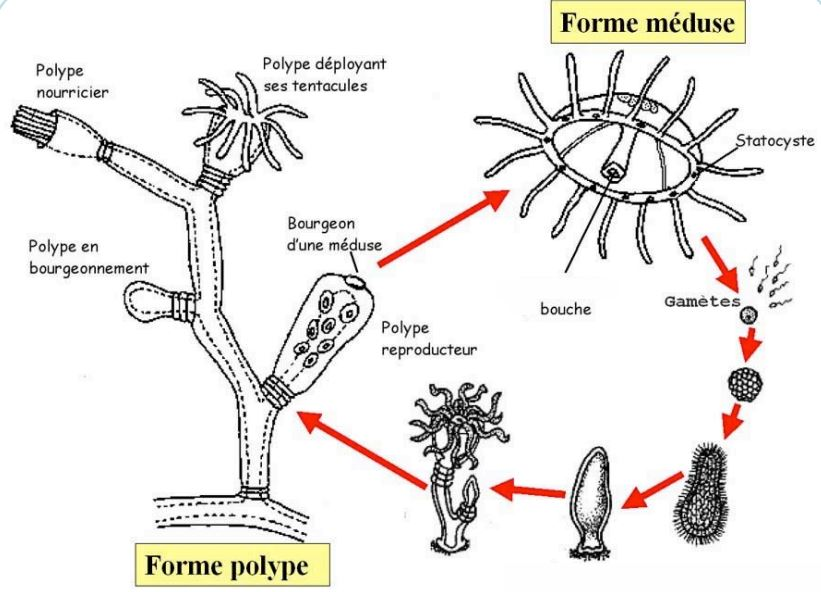 Forme méduse
Polype
nourricier
Polype déployant
ses tentacules
Statocyste
Polype en
bourgeonnement
Bourgeon
d'une méduse
bouche
Gamètes
Polype
reproducteur
Forme polype